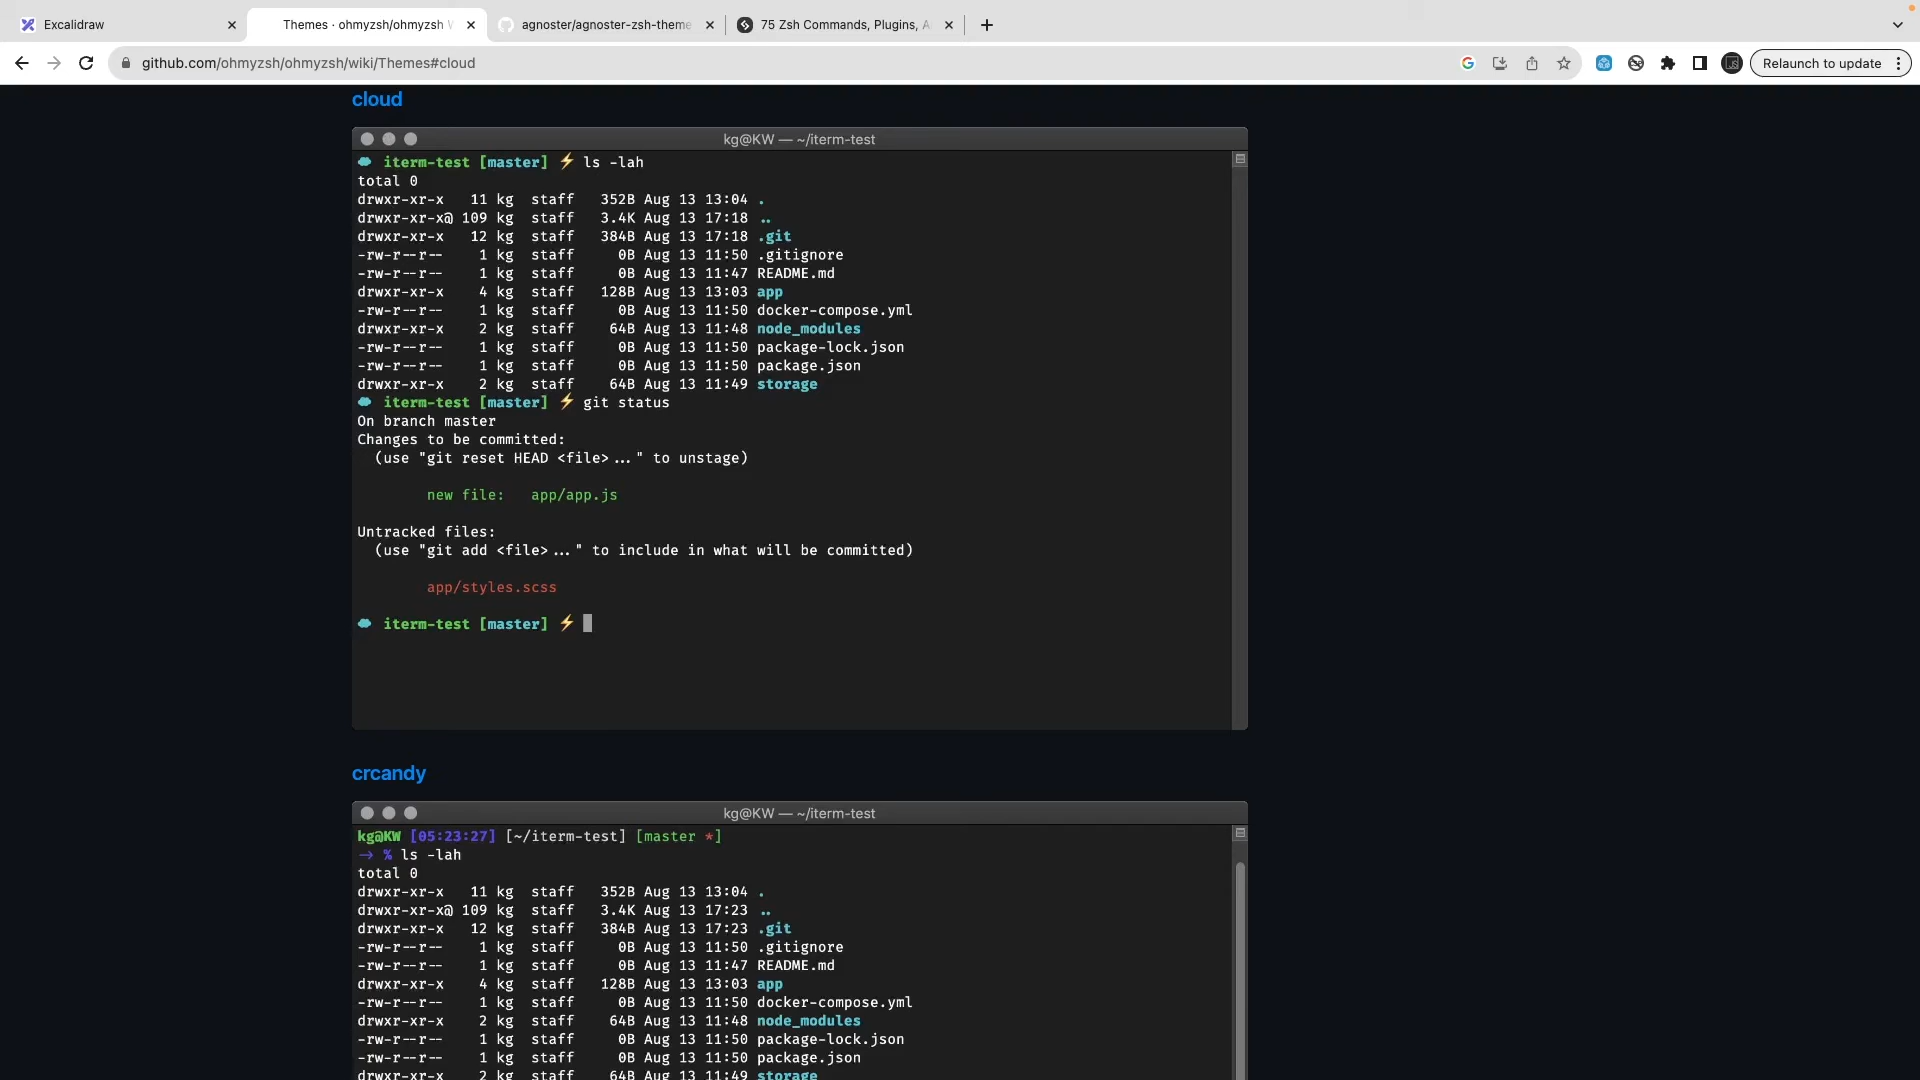 Excalidraw
Themes · ohmyzsh/ohmyzsh W
agnoster/agnoster-zsh-theme
75 Zsh Commands, Plugins, A
github.com/ohmyzsh/ohmyzsh/wiki/Themes#cloud
Relaunch to update
cloud
kg@KW — ~/iterm-test
iterm-test [master] ⚡ ls -lah
total 0
drwxr-xr-x   11 kg  staff   352B Aug 13 13:04 .
drwxr-xr-x@ 109 kg  staff   3.4K Aug 13 17:18 ..
drwxr-xr-x   12 kg  staff   384B Aug 13 17:18 .git
-rw-r--r--    1 kg  staff     0B Aug 13 11:50 .gitignore
-rw-r--r--    1 kg  staff     0B Aug 13 11:47 README.md
drwxr-xr-x    4 kg  staff   128B Aug 13 13:03 app
-rw-r--r--    1 kg  staff     0B Aug 13 11:50 docker-compose.yml
drwxr-xr-x    2 kg  staff    64B Aug 13 11:48 node_modules
-rw-r--r--    1 kg  staff     0B Aug 13 11:50 package-lock.json
-rw-r--r--    1 kg  staff     0B Aug 13 11:50 package.json
drwxr-xr-x    2 kg  staff    64B Aug 13 11:49 storage
iterm-test [master] ⚡ git status
On branch master
Changes to be committed:
(use "git reset HEAD <file>..." to unstage)
new file:   app/app.js
Untracked files:
(use "git add <file>..." to include in what will be committed)
app/styles.scss
iterm-test [master] ⚡
crcandy
kg@KW — ~/iterm-test
kg@KW [05:23:27] [~/iterm-test] [master *]
-> % ls -lah
total 0
drwxr-xr-x   11 kg  staff   352B Aug 13 13:04 .
drwxr-xr-x@ 109 kg  staff   3.4K Aug 13 17:23 ..
drwxr-xr-x   12 kg  staff   384B Aug 13 17:23 .git
-rw-r--r--    1 kg  staff     0B Aug 13 11:50 .gitignore
-rw-r--r--    1 kg  staff     0B Aug 13 11:47 README.md
drwxr-xr-x    4 kg  staff   128B Aug 13 13:03 app
-rw-r--r--    1 kg  staff     0B Aug 13 11:50 docker-compose.yml
drwxr-xr-x    2 kg  staff    64B Aug 13 11:48 node_modules
-rw-r--r--    1 kg  staff     0B Aug 13 11:50 package-lock.json
-rw-r--r--    1 kg  staff     0B Aug 13 11:50 package.json
drwxr-xr-x    2 kg  staff    64B Aug 13 11:49 storage